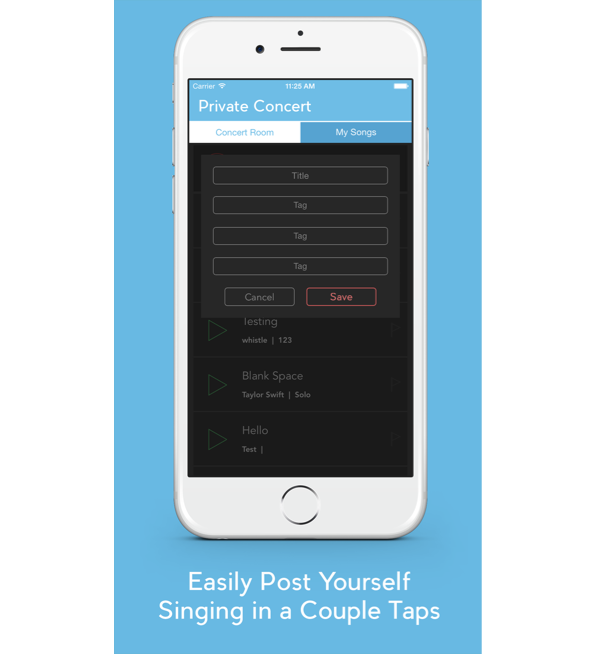 Carrier 11:25 AM
Private Concert
Concert Room My Songs
Title
Tag
Tag
Tag
Cancel Save
Testing
whistle | 123
Blank Space
Taylor Swift | Solo
Hello
Test |
Easily Post Yourself
Singing in a Couple Taps